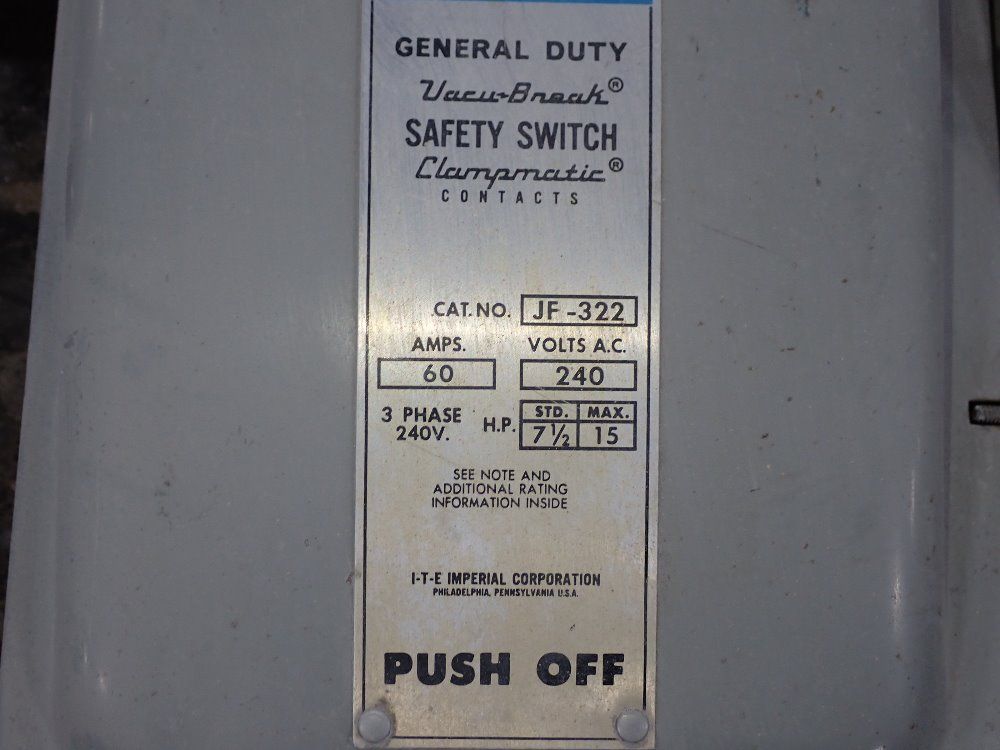 GENERAL DUTY
Vacu-Break®
SAFETY SWITCH
Clampmatic®
CONTACTS
CAT. NO. JF-322
AMPS. VOLTS A.C.
60 240
3 PHASE 240V. H.P. STD. MAX.
7½ 15
SEE NOTE AND
ADDITIONAL RATING
INFORMATION INSIDE
I-T-E IMPERIAL CORPORATION
PHILADELPHIA, PENNSYLVANIA U.S.A.
PUSH OFF